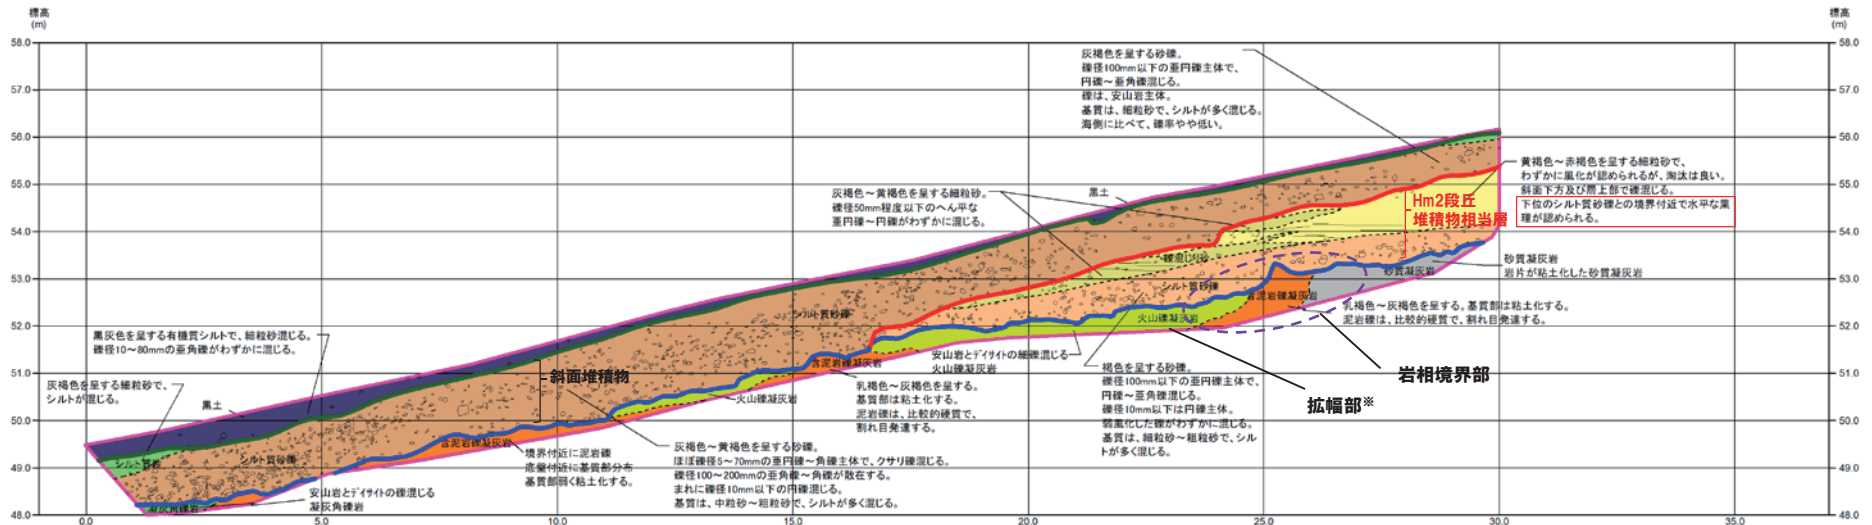 標高
(m)
標高
(m)
58.0
57.0
56.0
55.0
54.0
53.0
52.0
51.0
50.0
49.0
48.0
58.0
57.0
56.0
55.0
54.0
53.0
52.0
51.0
50.0
49.0
48.0
0.0
5.0
10.0
15.0
20.0
25.0
30.0
35.0
灰褐色を呈する砂礫。
礫径100mm以下の亜円礫主体で、
円礫～亜角礫混じる。
礫は、安山岩主体。
基質は、細粒砂で、シルトが多く混じる。
海側に比べて、礫率やや低い。
黄褐色～赤褐色を呈する細粒砂で、
わずかに風化が認められるが、淘汰は良い。
斜面下方及び層上部で礫混じる。
下位のシルト質砂礫との境界付近で水平な葉
理が認められる。
Hm2段丘
堆積物相当層
灰褐色～黄褐色を呈する細粒砂。
礫径50mm程度以下のへん平な
亜円礫～円礫がわずかに混じる。
黒土
礫混じり砂
シルト質砂礫
砂質凝灰岩
砂質凝灰岩
岩片が粘土化した砂質凝灰岩
含泥岩礫凝灰岩
乳褐色～灰褐色を呈する。基質部は粘土化する。
泥岩礫は、比較的硬質で、割れ目発達する。
火山礫凝灰岩
岩相境界部
拡幅部※
シルト質砂礫
黒灰色を呈する有機質シルトで、細粒砂混じる。
礫径10～80mmの亜角礫がわずかに混じる。
灰褐色を呈する細粒砂で、
シルトが混じる。
黒土
斜面堆積物
安山岩とデイサイトの細礫混じる
火山礫凝灰岩
含泥岩礫凝灰岩
乳褐色～灰褐色を呈する。
基質部は粘土化する。
泥岩礫は、比較的硬質で、
割れ目発達する。
褐色を呈する砂礫。
礫径100mm以下の亜円礫主体で、
円礫～亜角礫混じる。
礫径10mm以下は円礫主体。
弱風化した礫がわずかに混じる。
基質は、細粒砂～粗粒砂で、シル
トが多く混じる。
火山礫凝灰岩
含泥岩礫凝灰岩
境界付近に泥岩礫
底盤付近に基質部分布
基質部弱く粘土化する。
灰褐色～黄褐色を呈する砂礫。
ほぼ礫径5～70mmの亜円礫～角礫主体で、クサリ礫混じる。
礫径100～200mmの亜角礫～角礫が散在する。
まれに礫径10mm以下の円礫混じる。
基質は、中粒砂～粗粒砂で、シルトが多く混じる。
シルト質砂
シルト質砂礫
安山岩とデイサイトの礫混じる
凝灰角礫岩
凝灰角礫岩